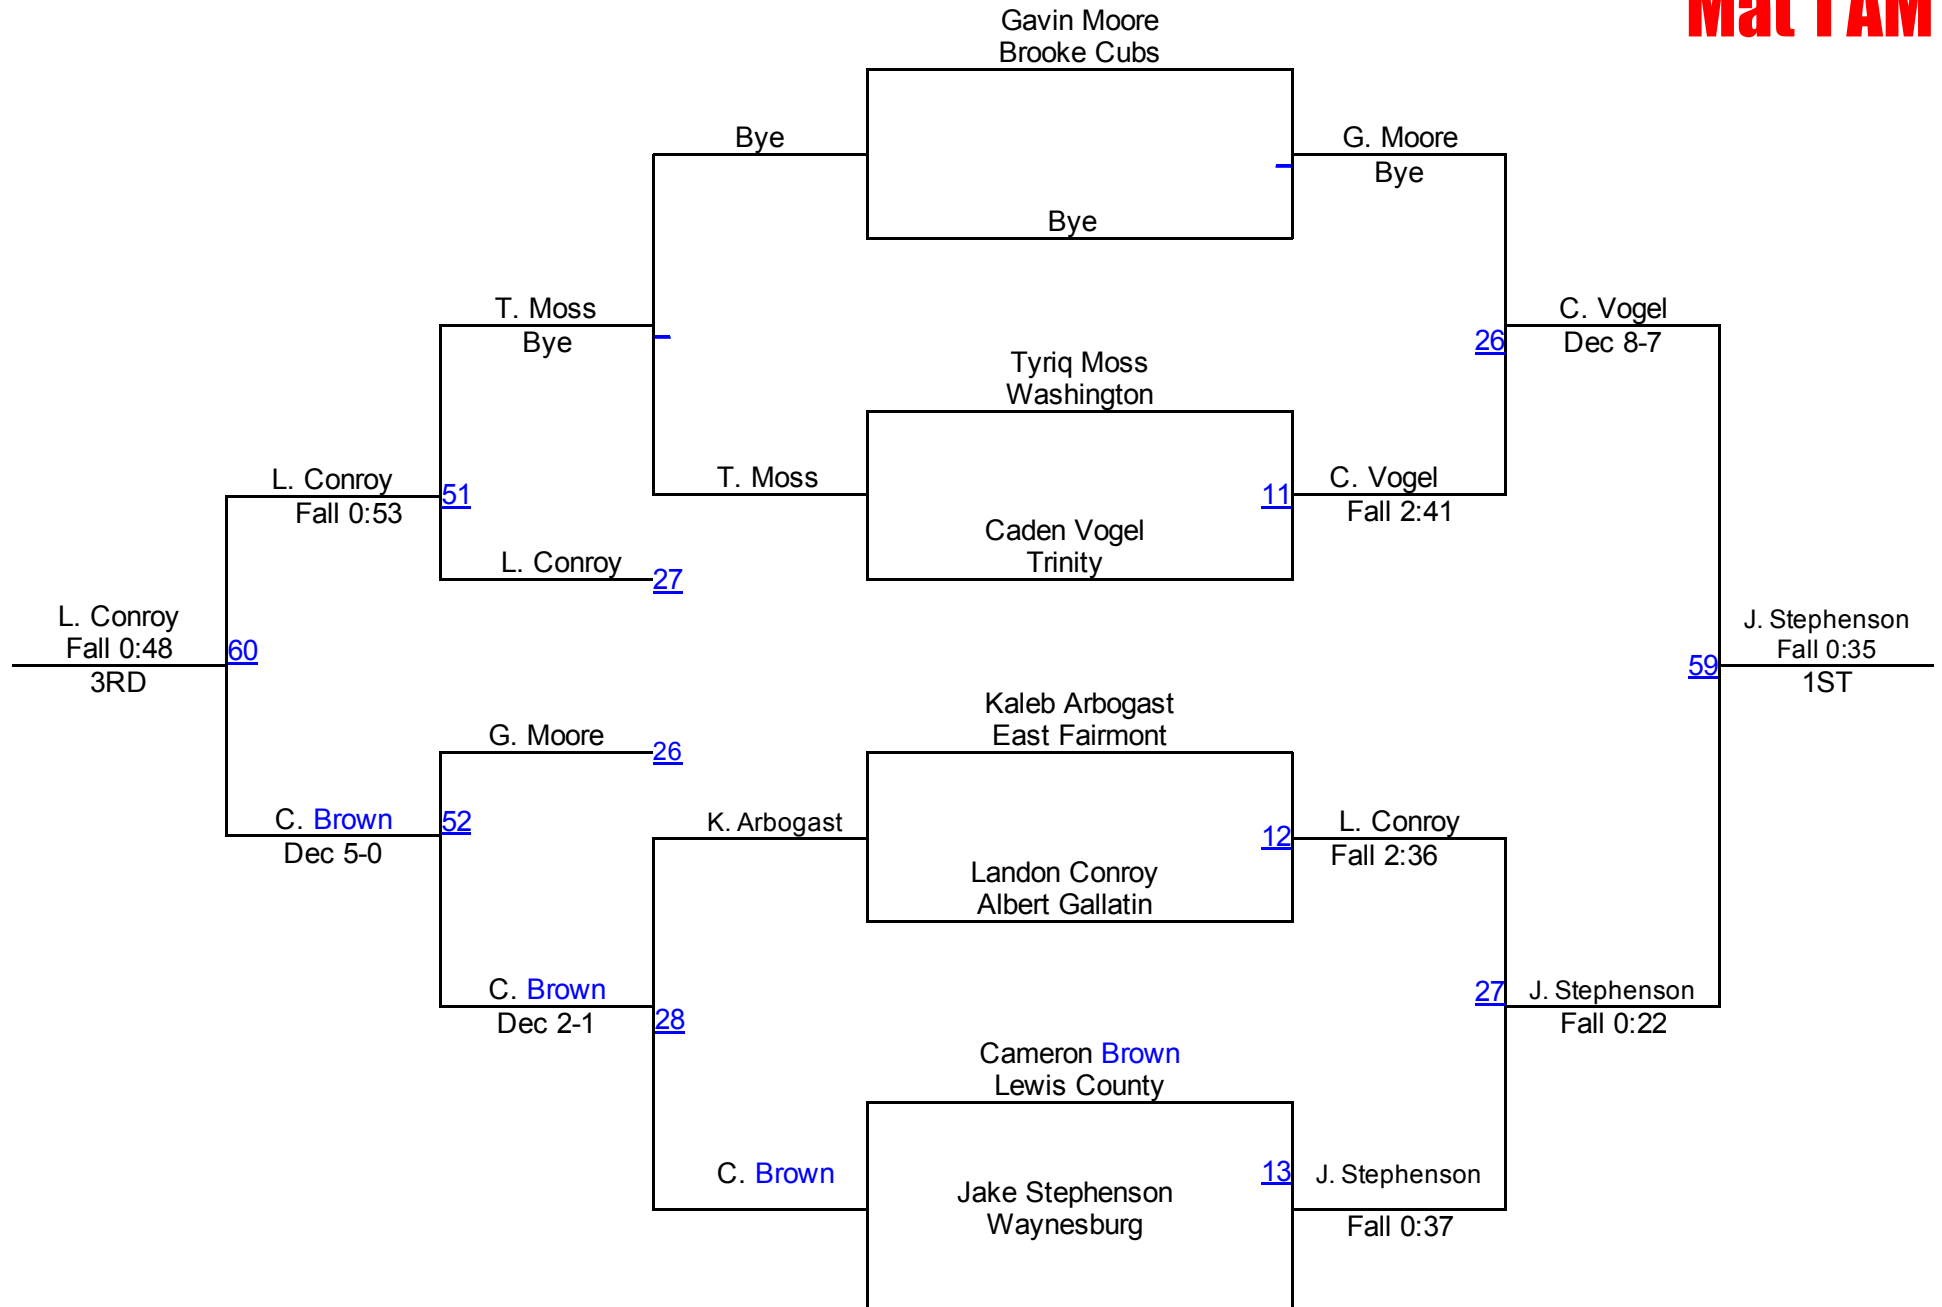 Mat 1 AM
Gavin Moore
Brooke Cubs
Bye
G. Moore
Bye
Bye
T. Moss
Bye
C. Vogel
Dec 8-7
26
Tyriq Moss
Washington
T. Moss
11
C. Vogel
Fall 2:41
L. Conroy
Fall 0:53
51
Caden Vogel
Trinity
L. Conroy
27
L. Conroy
Fall 0:48
3RD
60
J. Stephenson
Fall 0:35
1ST
59
Kaleb Arbogast
East Fairmont
G. Moore
26
C. Brown
Dec 5-0
52
K. Arbogast
12
L. Conroy
Fall 2:36
Landon Conroy
Albert Gallatin
C. Brown
Dec 2-1
28
27
J. Stephenson
Fall 0:22
Cameron Brown
Lewis County
C. Brown
13
J. Stephenson
Fall 0:37
Jake Stephenson
Waynesburg